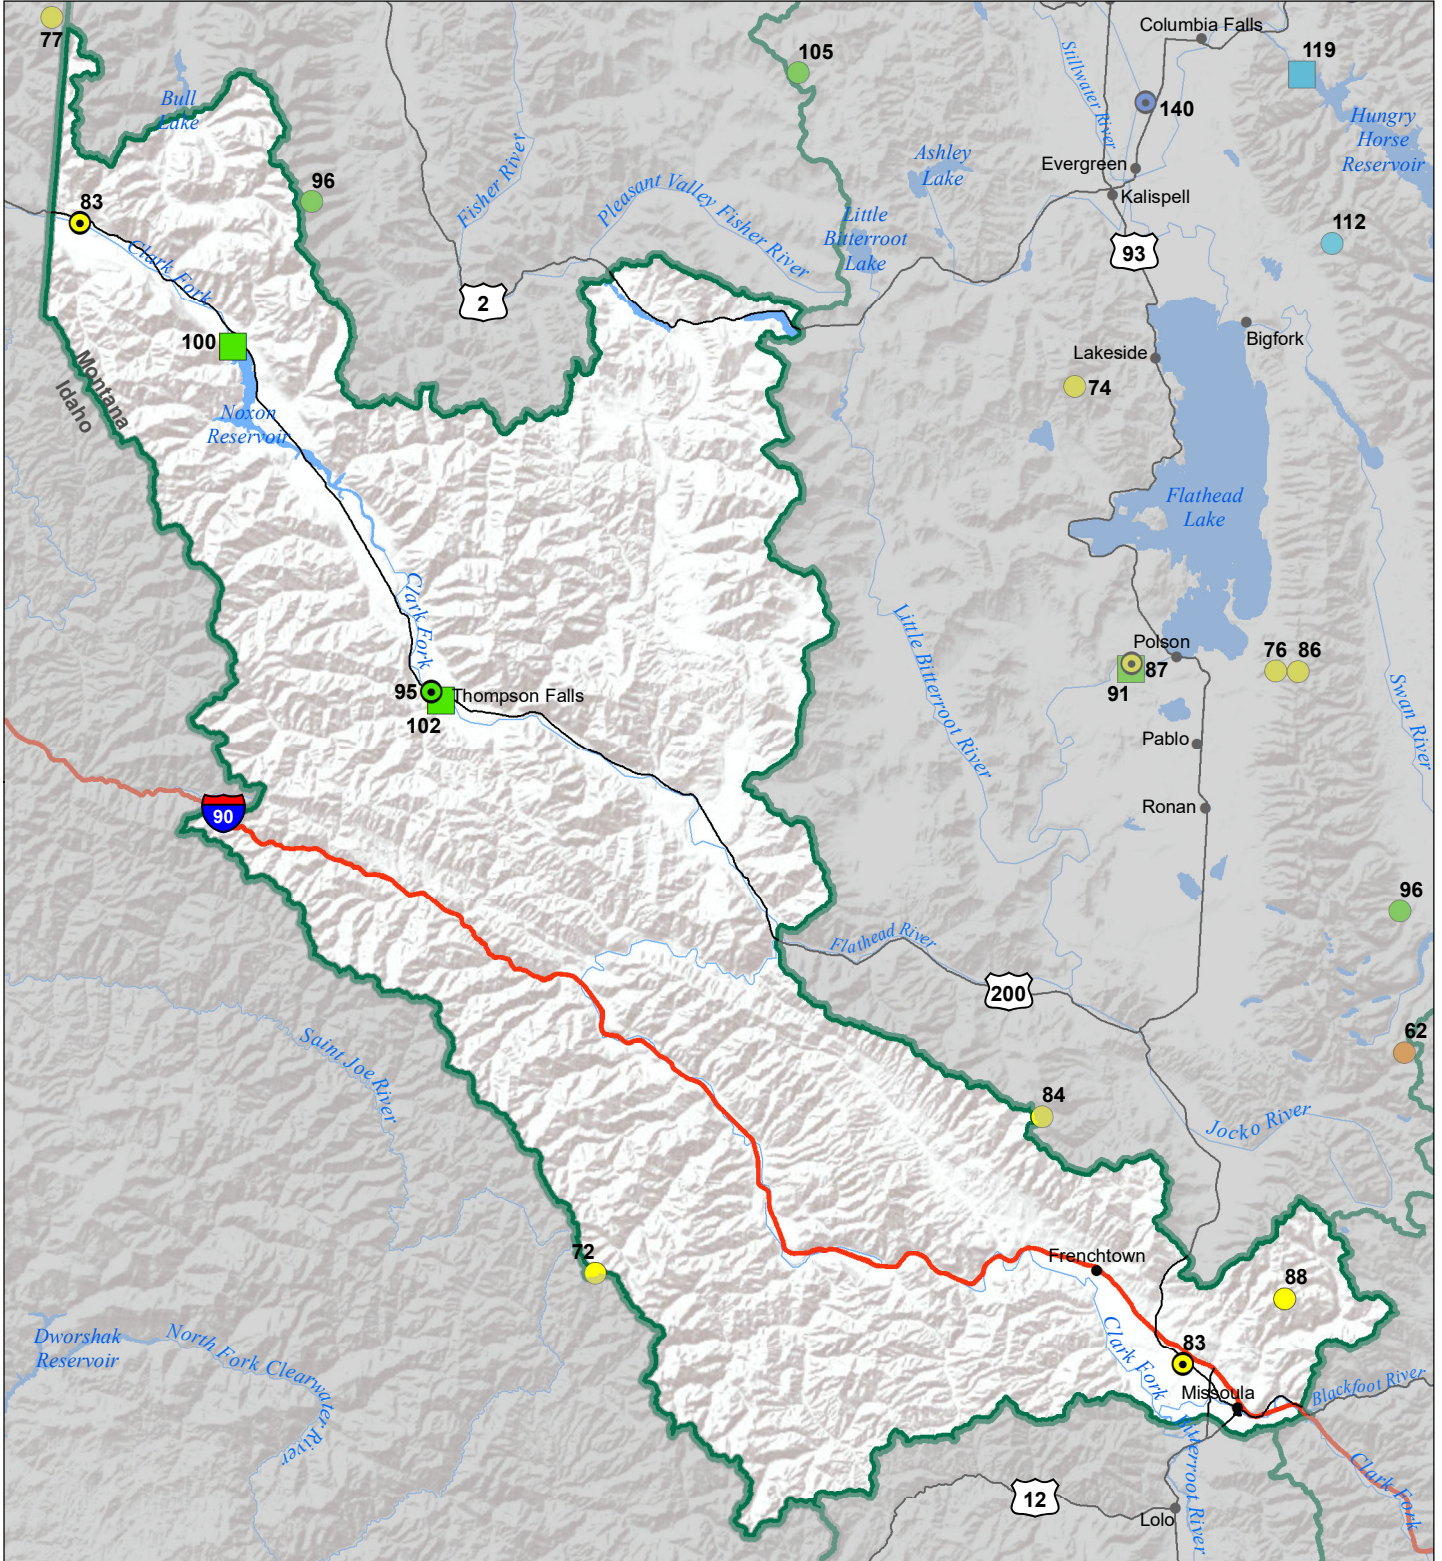 77
Columbia Falls
105
119
Stillwater River
Bull
Lake
140
Hungry
Horse
Reservoir
Fisher River
Ashley
Lake
Evergreen
96
Pleasant Valley Fisher River
Kalispell
83
Little
Bitterroot
Lake
112
93
Clark Fork
2
100
Bigfork
Lakeside
Montana
Idaho
74
Noxon
Reservoir
Flathead
Lake
Clark Fork
Little Bitterroot River
Polson
76
86
87
91
95
Thompson Falls
102
Swan River
Pablo
Ronan
90
96
Flathead River
200
Saint Joe River
62
84
Jocko River
72
Frenchtown
88
Dworshak
Reservoir
North Fork Clearwater
River
Clark Fork
83
Missoula
Blackfoot River
Bitterroot River
Clark Fork
12
Lolo